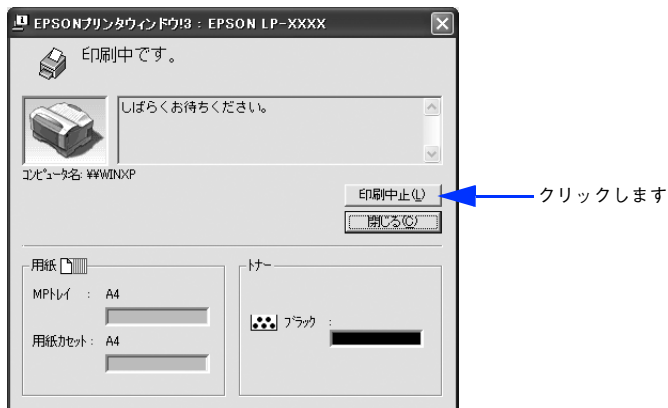 EPSONプリンタウィンドウ!3 : EPSON LP-XXXX
印刷中です。
しばらくお待ちください。
コンピュータ名: ¥¥WINXP
印刷中止(L)
クリックします
閉じる(C)
用紙
トナー
MPトレイ : A4
ブラック :
用紙カセット : A4